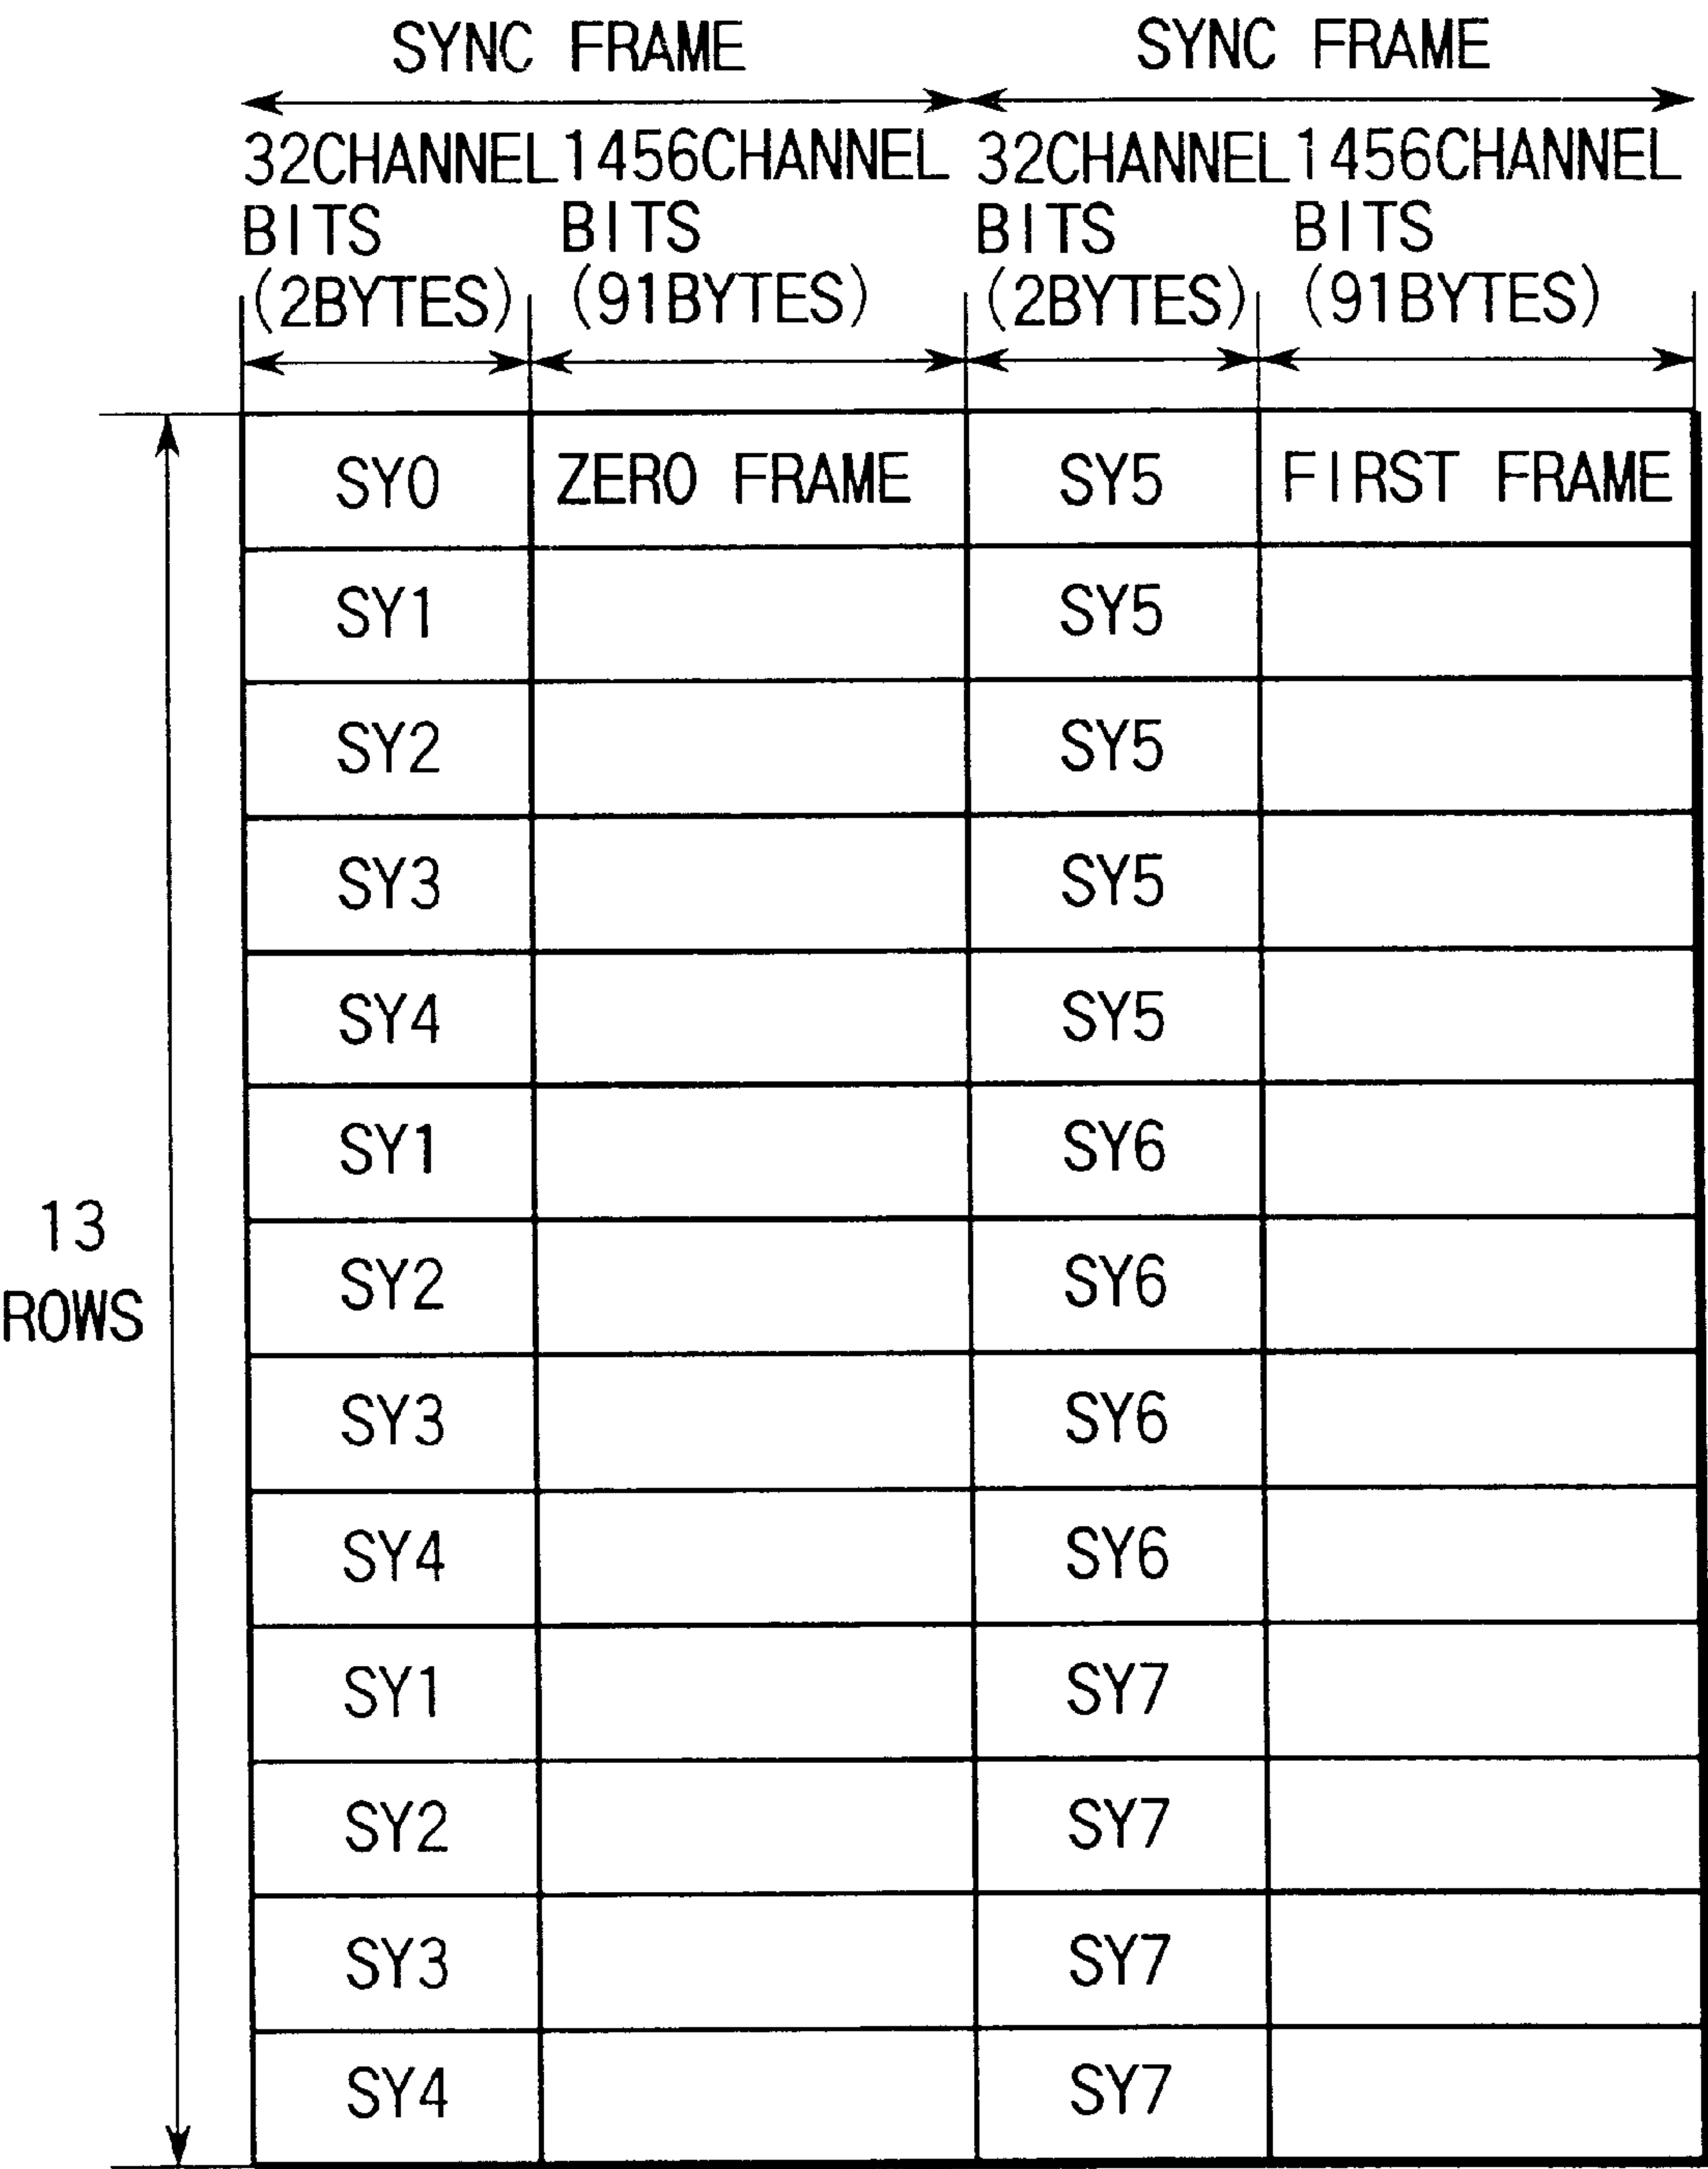 SYNC FRAME SYNC FRAME
32CHANNEL 1456CHANNEL 32CHANNEL 1456CHANNEL
BITS BITS BITS BITS
(2BYTES) (91BYTES) (2BYTES) (91BYTES)
SY0 ZERO FRAME SY5 FIRST FRAME
SY1 SY5
SY2 SY5
SY3 SY5
SY4 SY5
SY1 SY6
13
ROWS
SY2 SY6
SY3 SY6
SY4 SY6
SY1 SY7
SY2 SY7
SY3 SY7
SY4 SY7